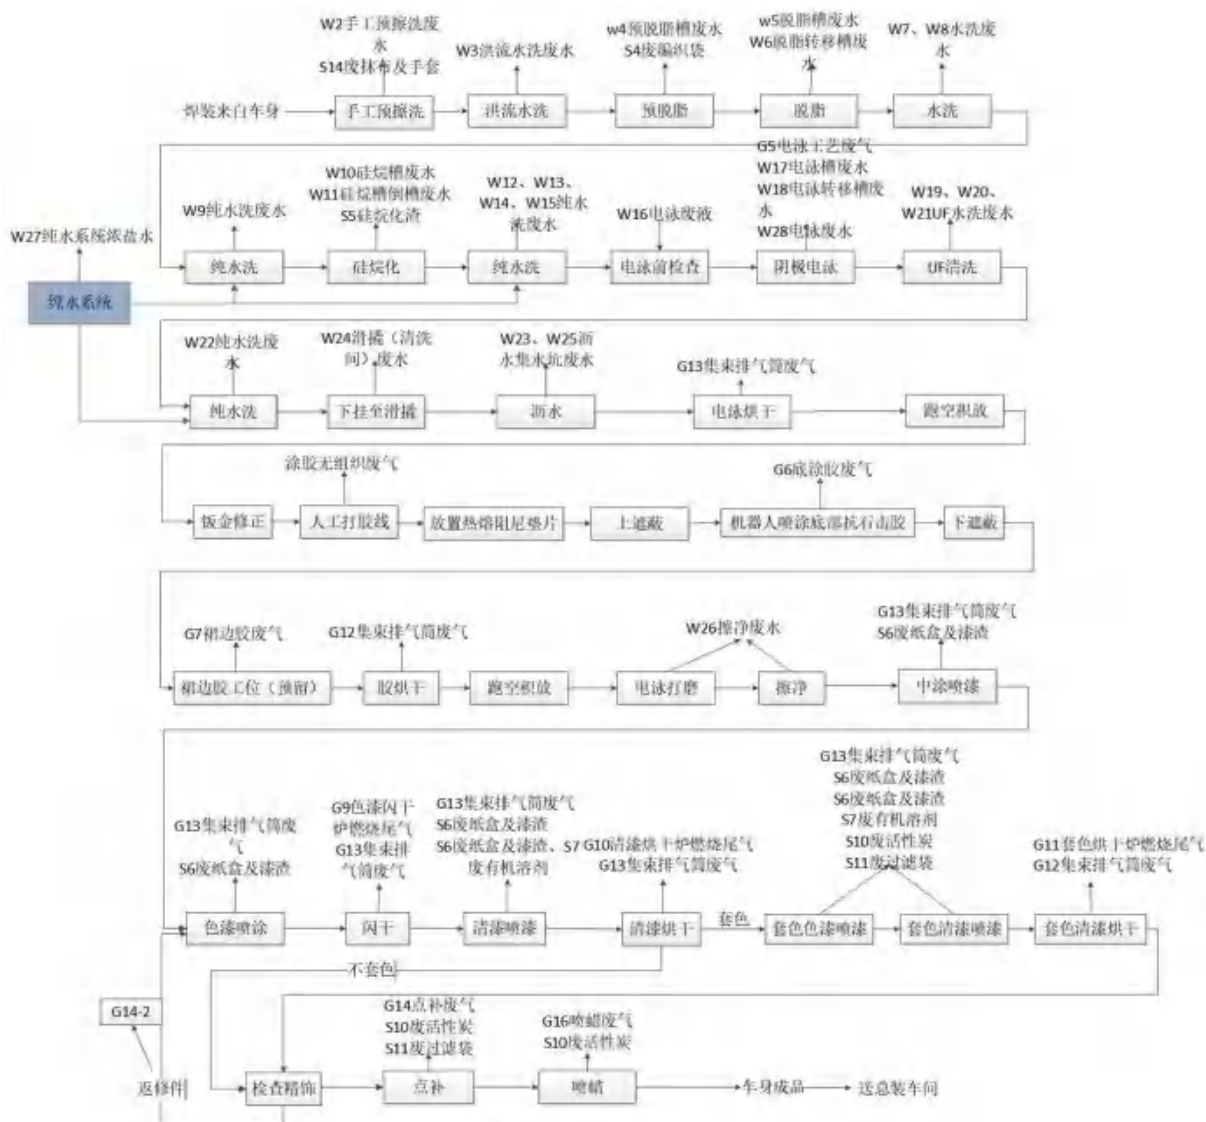 W2手工预擦洗废
水
S14废抹布及手套
W3洪流水洗废水
w4预脱脂槽废水
S4废编织袋
w5脱脂槽废水
W6脱脂转移槽废
水
W7、W8水洗废
水
焊装来白车身
手工预擦洗
洪流水洗
预脱脂
脱脂
水洗
W27纯水系统浓盐水
W9纯水洗废水
W10硅烷槽废水
W11硅烷槽倒槽废水
S5硅烷化渣
W12、W13、
W14、W15纯水
洗废水
W16电泳废液
G5电泳工艺废气
W17电泳槽废水
W18电泳转移槽废
水
W28电泳废水
W19、W20、
W21UF水洗废水
纯水洗
硅烷化
纯水洗
电泳前检查
阴极电泳
UF清洗
纯水系统
W22纯水洗废
水
W24滑撬（清洗
间）废水
W23、W25沥
水集水坑废水
G13集束排气筒废气
纯水洗
下挂至滑撬
沥水
电泳烘干
跑空积放
涂胶无组织废气
G6底涂胶废气
钣金修正
人工打胶线
放置热熔阻尼垫片
上遮蔽
机器人喷涂底部抗石击胶
下遮蔽
G7裙边胶废气
G12集束排气筒废气
W26擦净废水
G13集束排气筒废气
S6废纸盒及漆渣
裙边胶工位（预留）
胶烘干
跑空积放
电泳打磨
擦净
中涂喷漆
G13集束排气筒废
气
S6废纸盒及漆渣
G9色漆闪干
炉燃烧尾气
G13集束排
气筒废气
G13集束排气筒废气
S6废纸盒及漆渣
S6废纸盒及漆渣、S7
废有机溶剂
G10清漆烘干炉燃烧尾气
G13集束排气筒废气
G13集束排气筒废气
S6废纸盒及漆渣
S6废纸盒及漆渣
S7废有机溶剂
S10废活性炭
S11废过滤袋
G11套色烘干炉燃烧尾气
G12集束排气筒废气
色漆喷涂
闪干
清漆喷漆
清漆烘干
套色
套色色漆喷漆
套色清漆喷漆
套色清漆烘干
不套色
G14-2
G14点补废气
S10废活性炭
S11废过滤袋
G16喷蜡废气
S10废活性炭
返修件
检查精饰
点补
喷蜡
车身成品
送总装车间